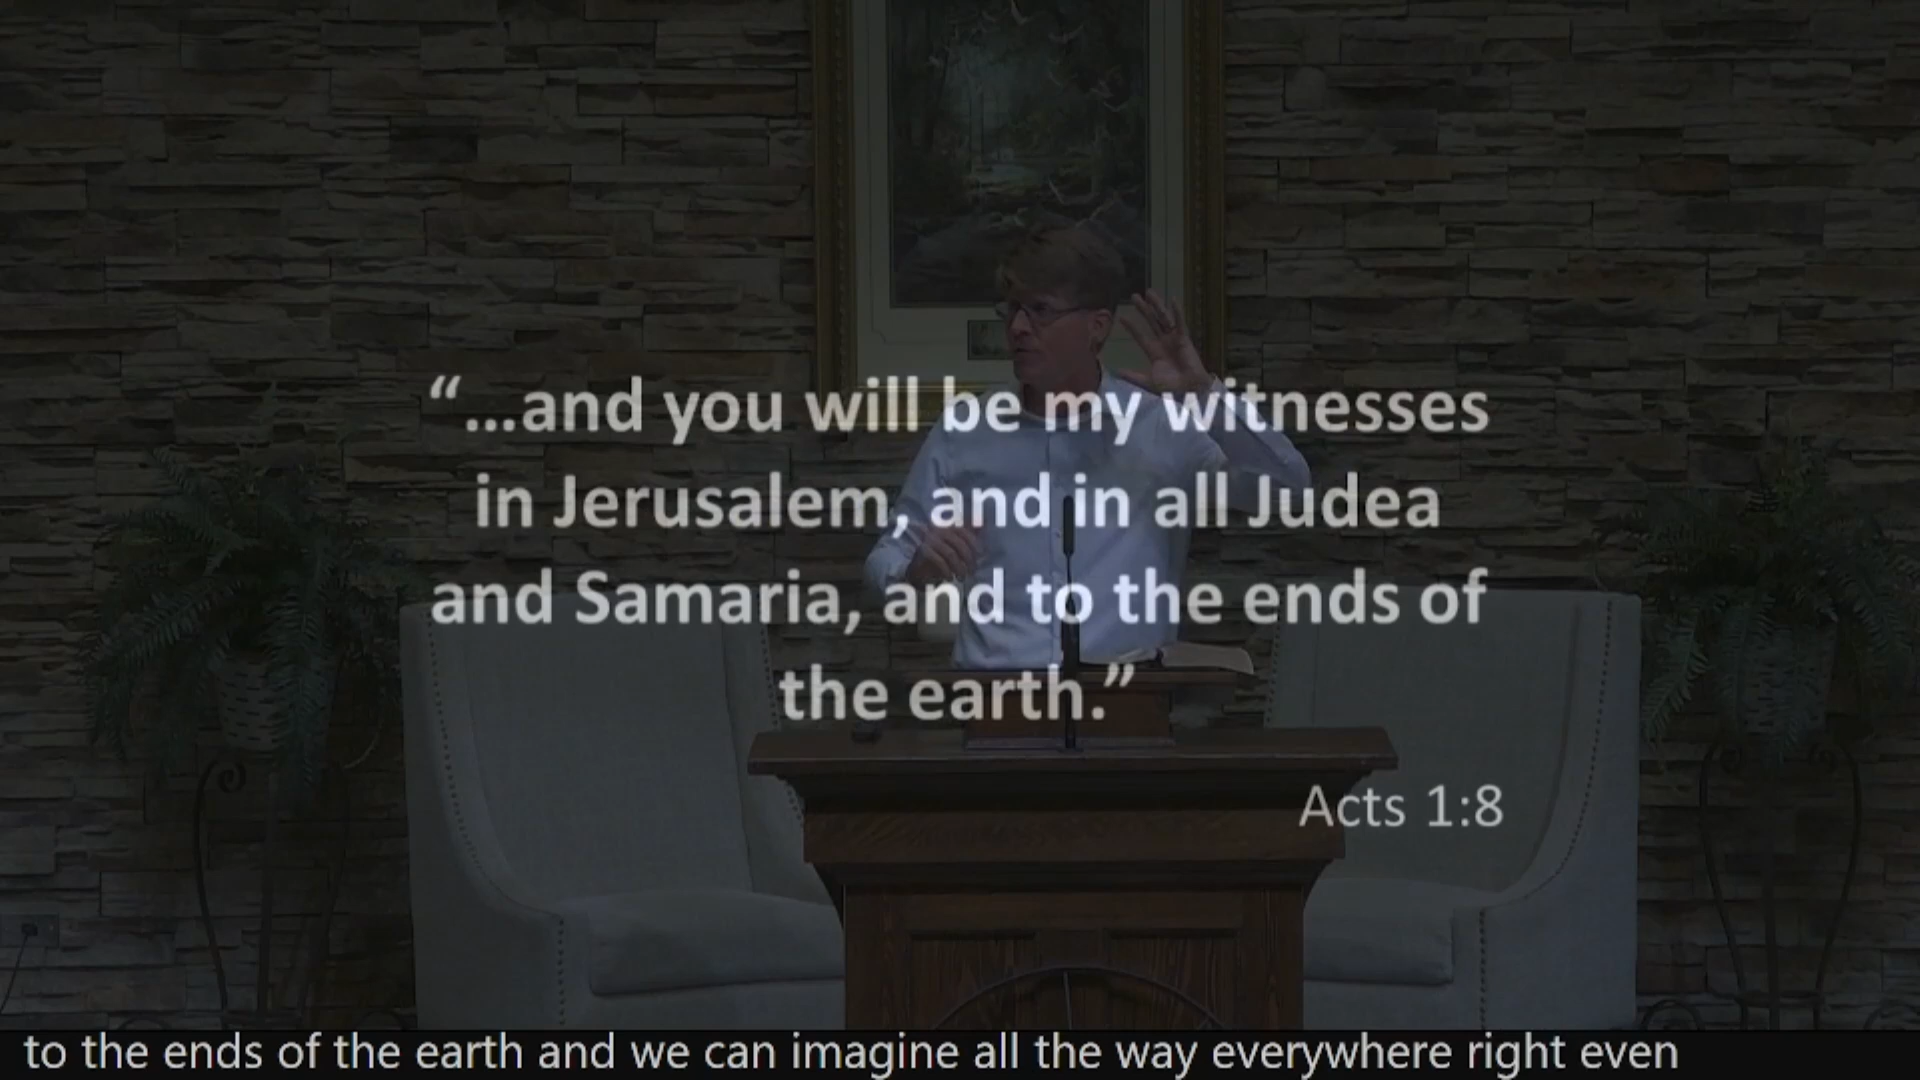 “...and you will be my witnesses
in Jerusalem, and in all Judea
and Samaria, and to the ends of
the earth.”
Acts 1:8
to the ends of the earth and we can imagine all the way everywhere right even